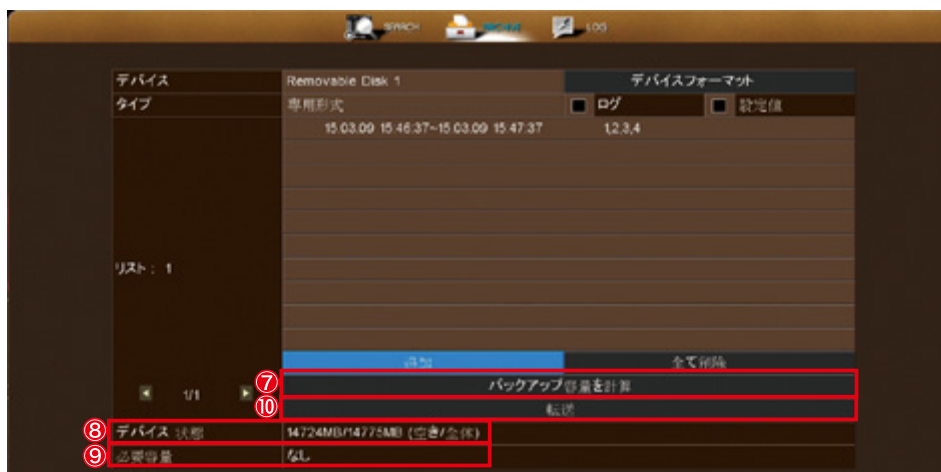 SEARCH ARCHIVE LOG
デバイス Removable Disk 1 デバイスフォーマット
タイプ 専用形式 ログ 設定値
15.03.09 15:46:37~15.03.09 15:47:37 1,2,3,4
リスト： 1
追加 全て削除
1/1 ⑦ バックアップ容量を計算
⑩ 転送
⑧ デバイス 状態 14724MB/14775MB (空き/全体)
⑨ 必要容量 なし